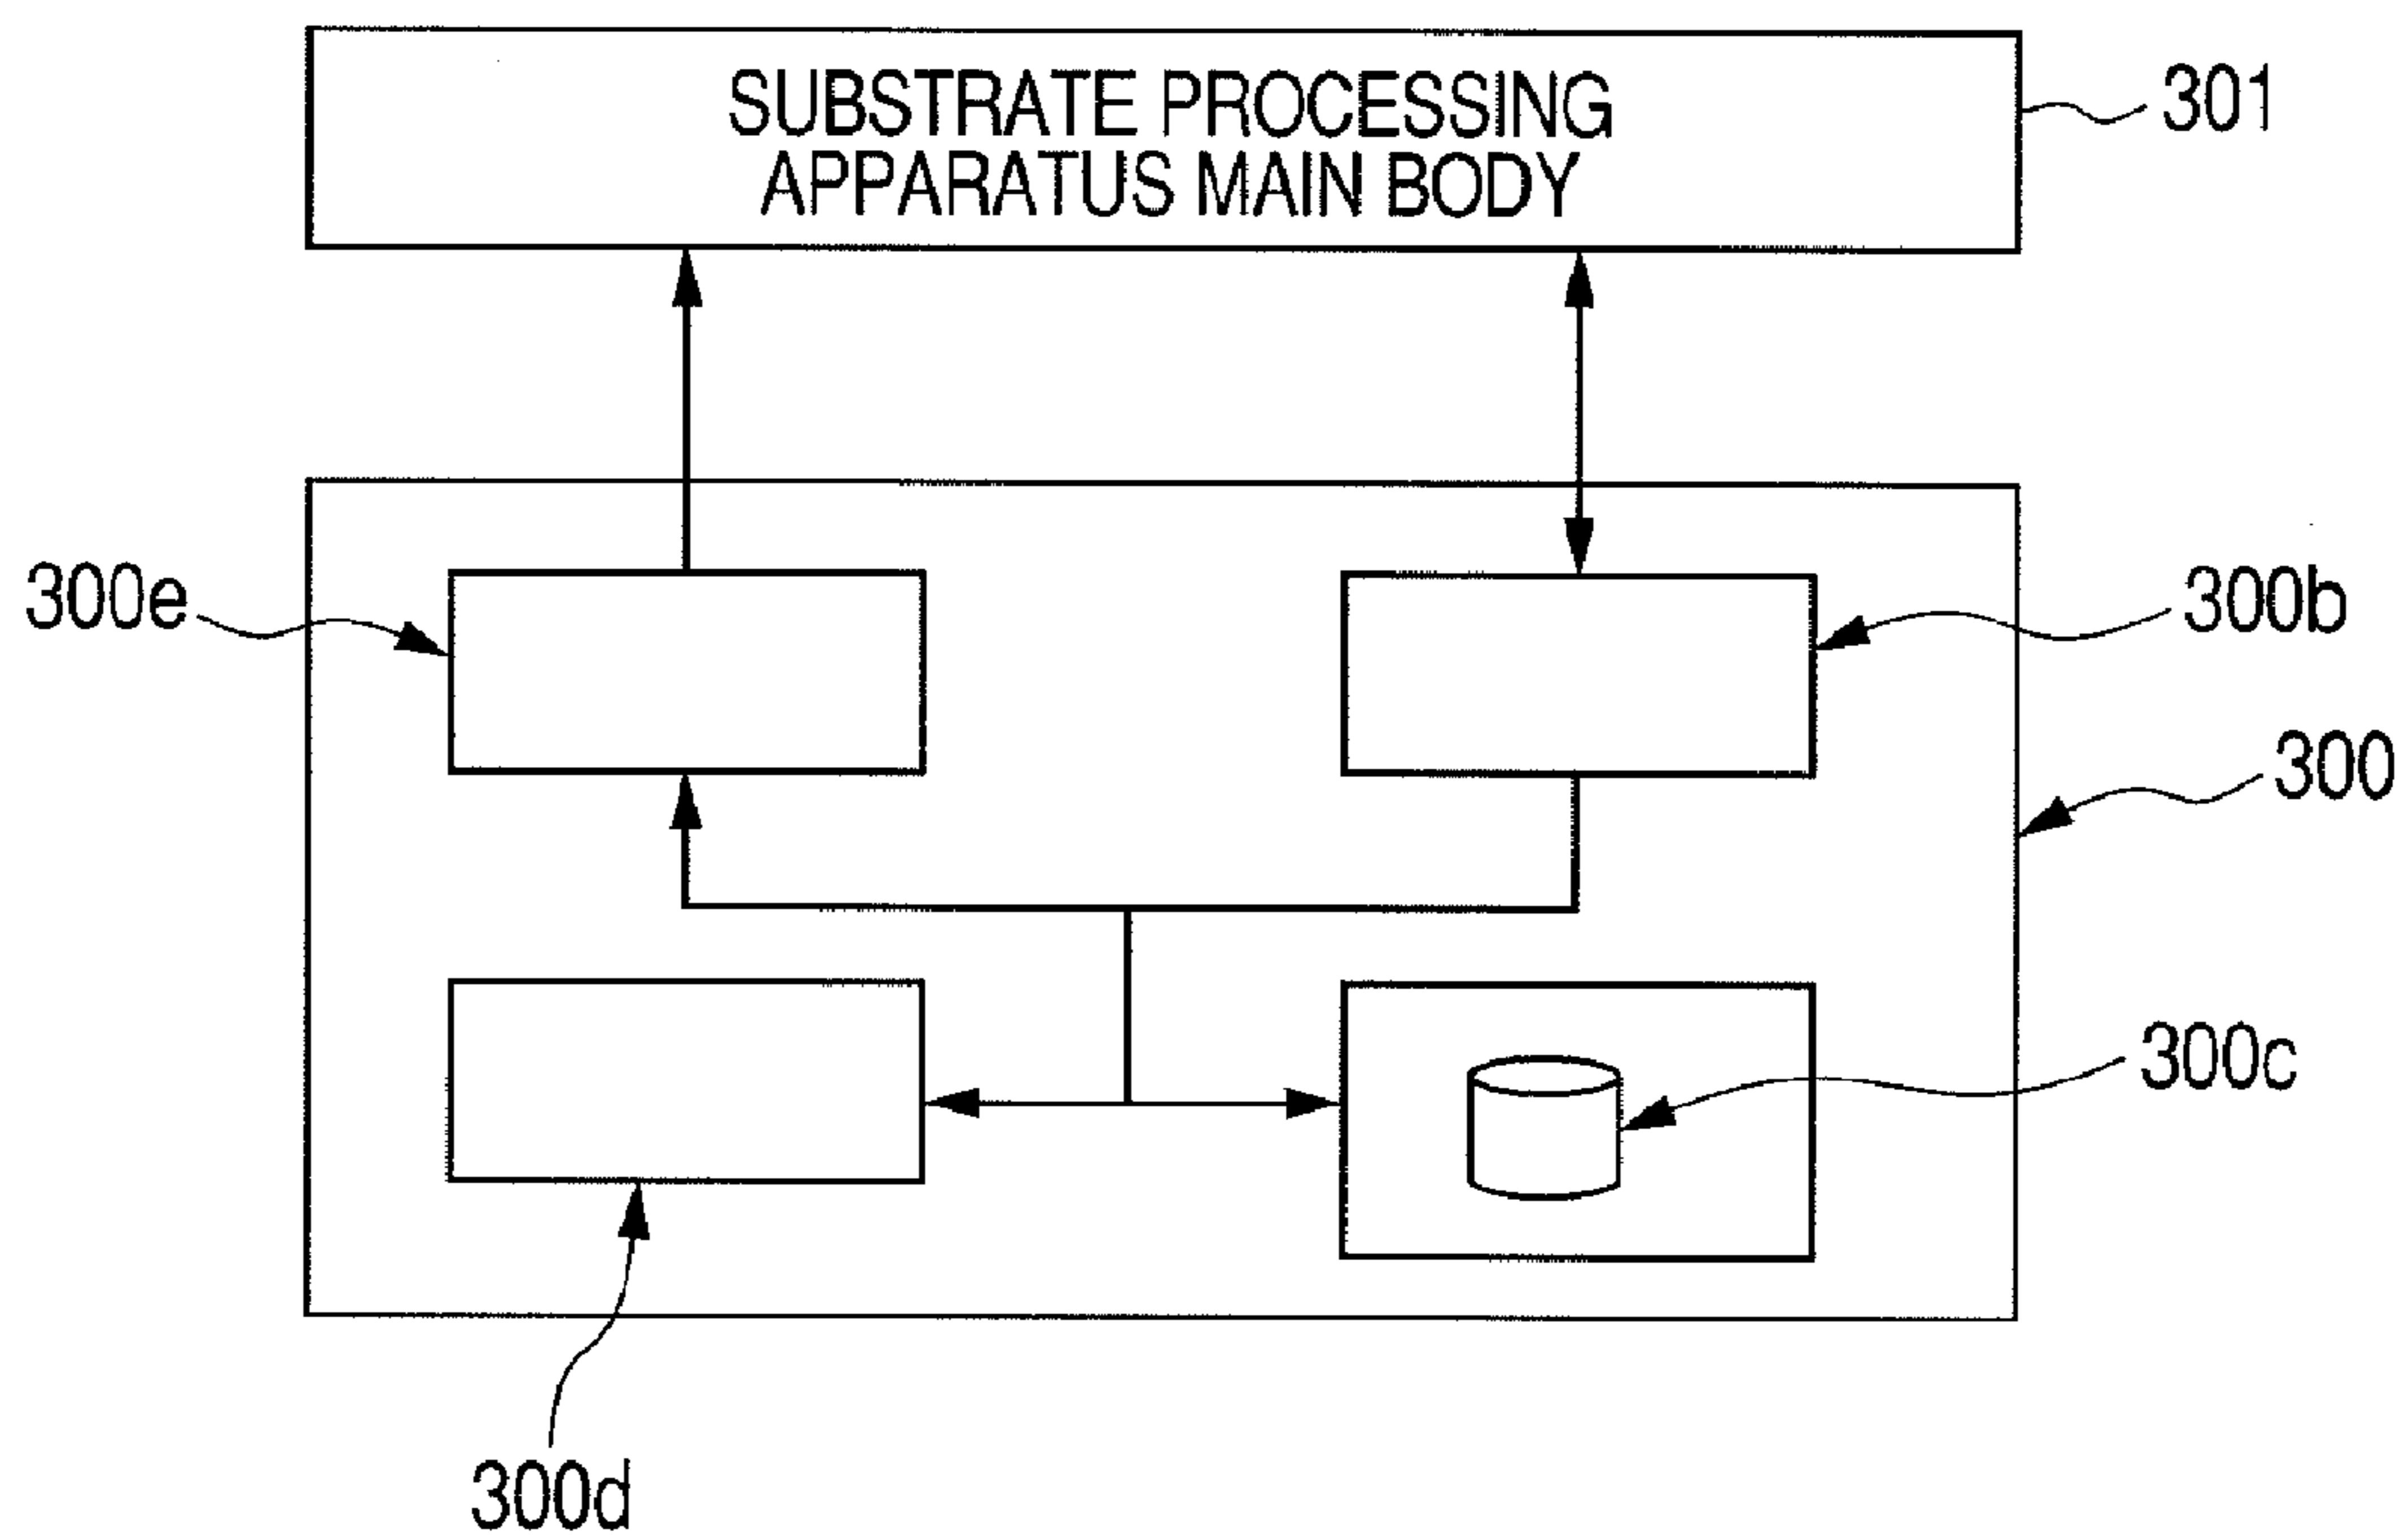 SUBSTRATE PROCESSING
APPARATUS MAIN BODY
301
300e
300b
300
300c
300d